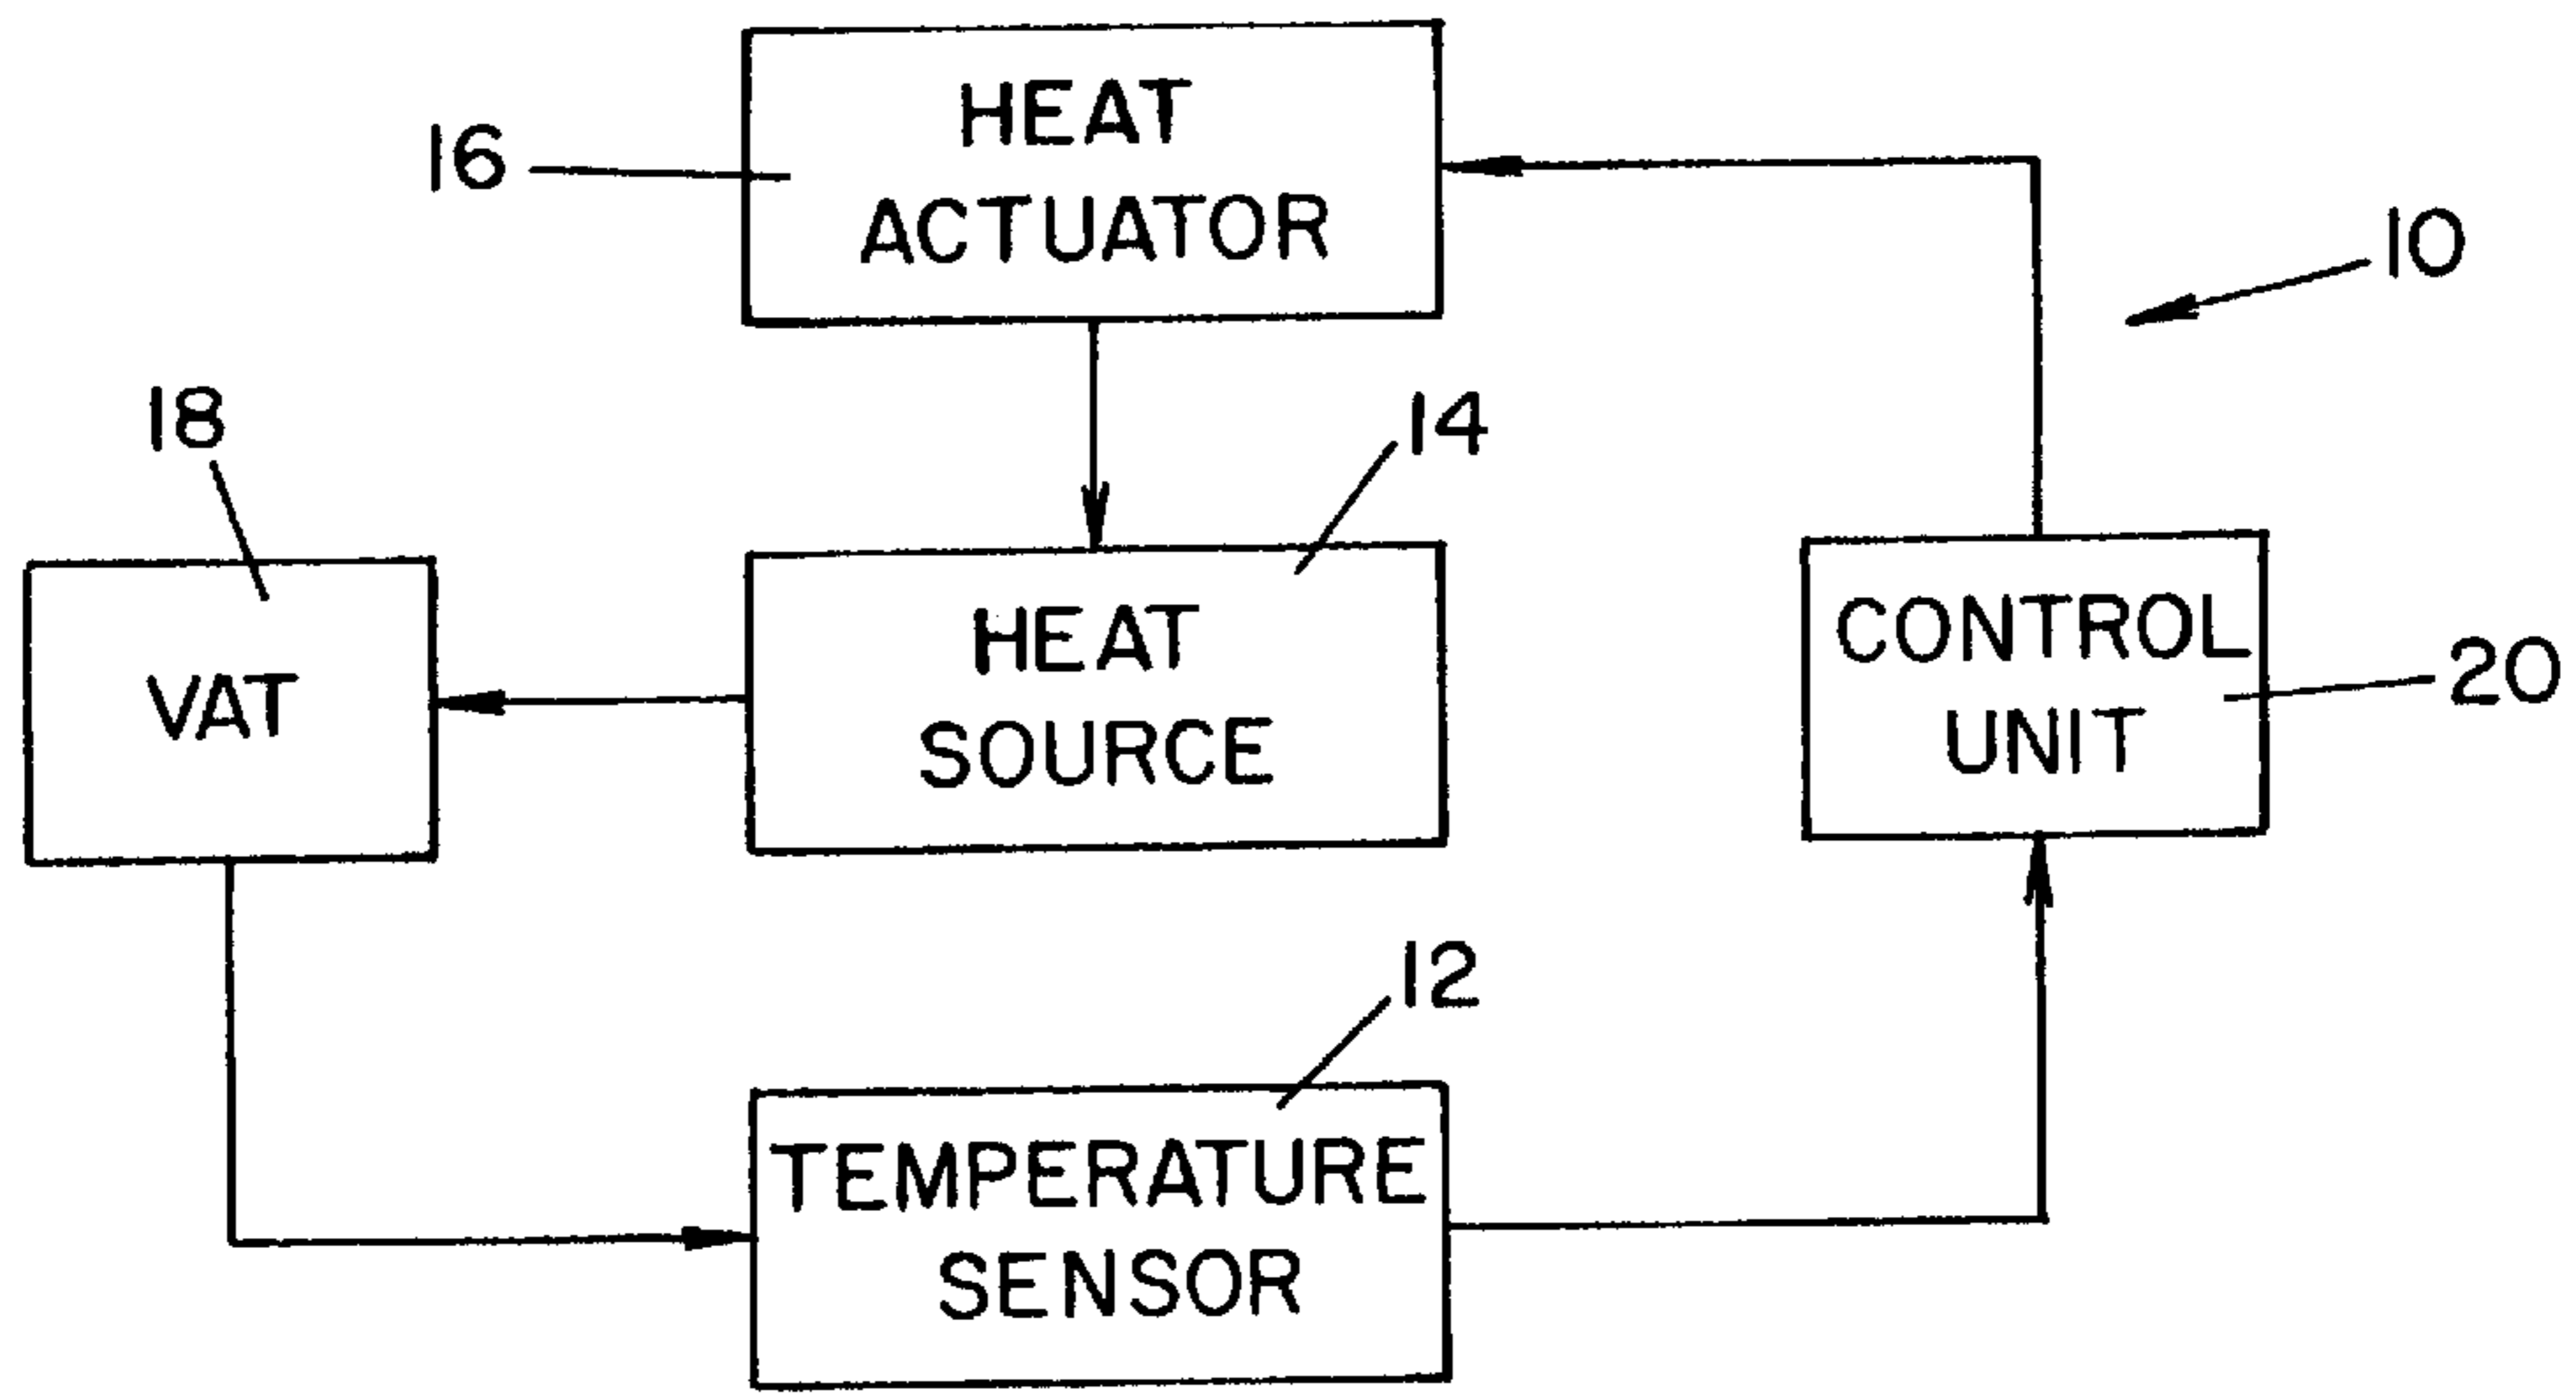 HEAT
ACTUATOR
16
10
18
14
VAT
HEAT
SOURCE
CONTROL
UNIT
20
12
TEMPERATURE
SENSOR